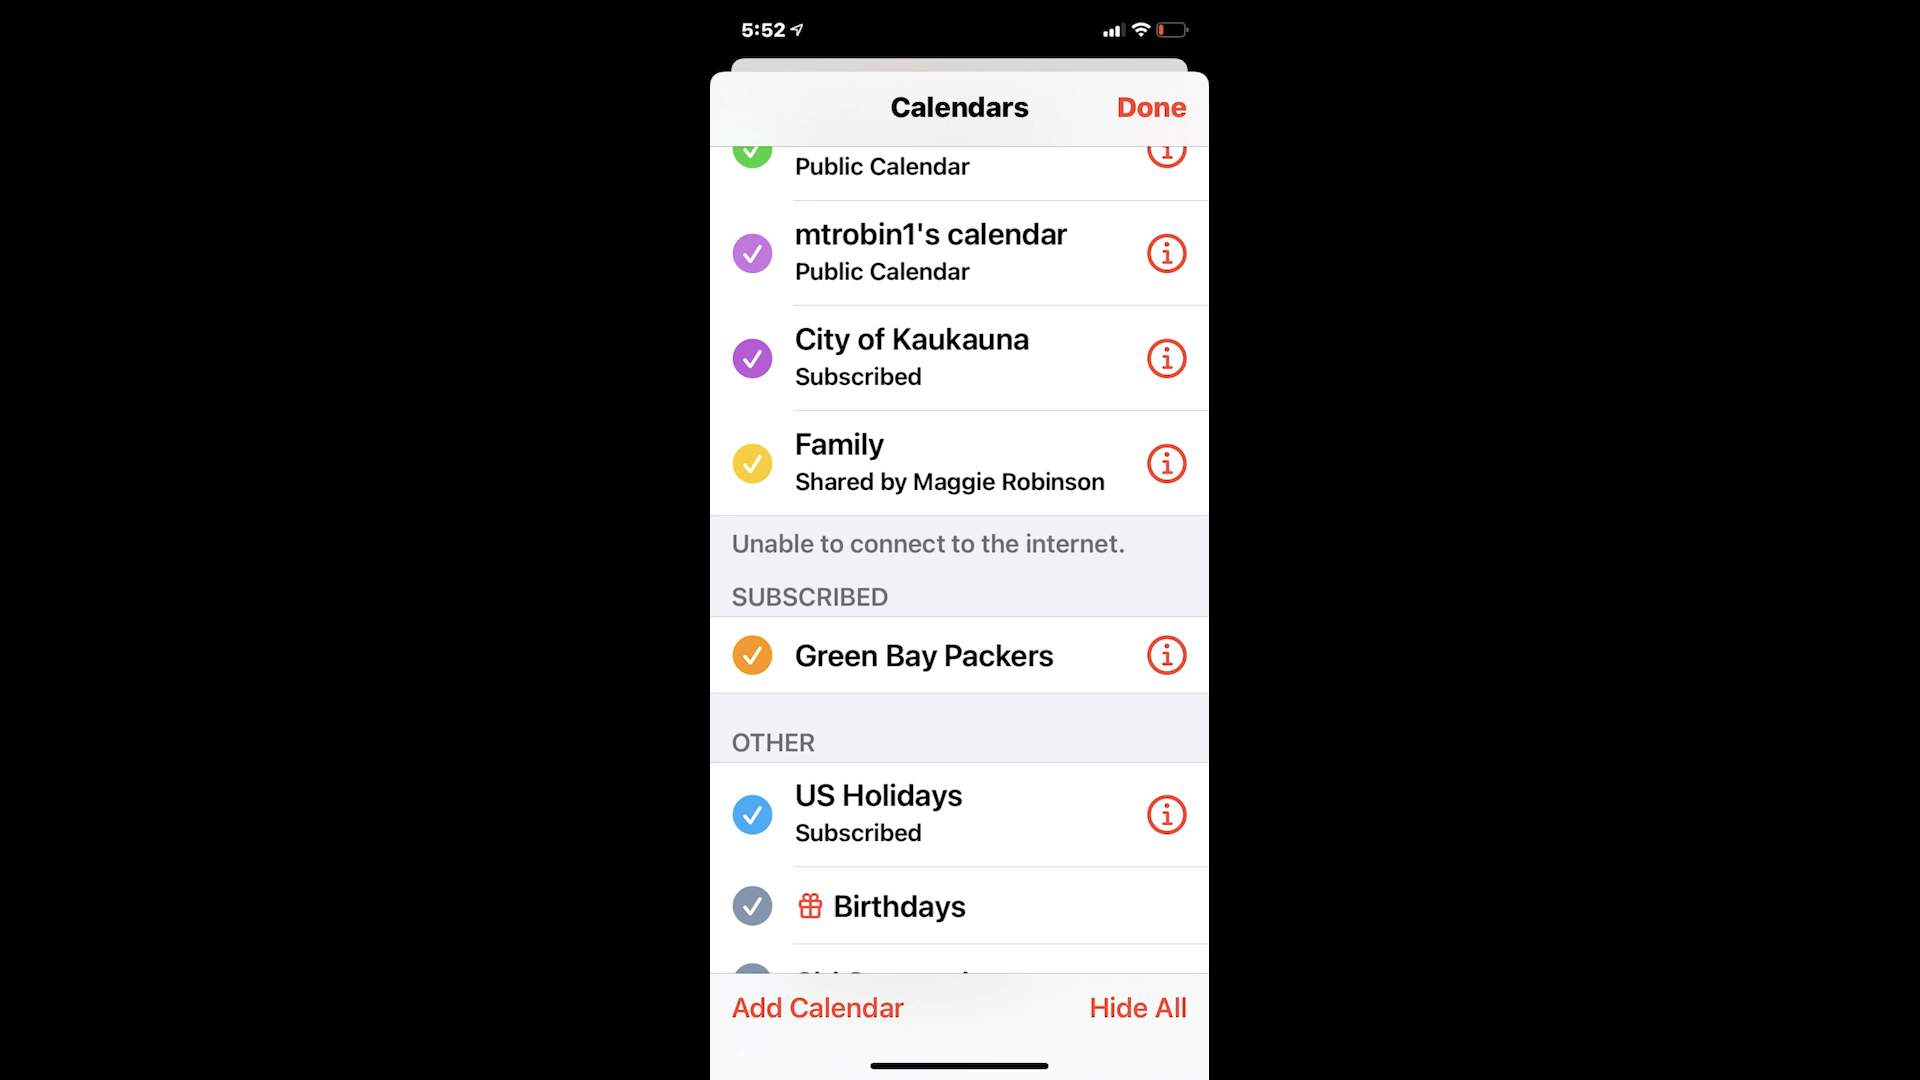 5:52
Calendars
Done
Public Calendar
mtrobin1's calendar
Public Calendar
City of Kaukauna
Subscribed
Family
Shared by Maggie Robinson
Unable to connect to the internet.
SUBSCRIBED
Green Bay Packers
OTHER
US Holidays
Subscribed
Birthdays
Add Calendar
Hide All